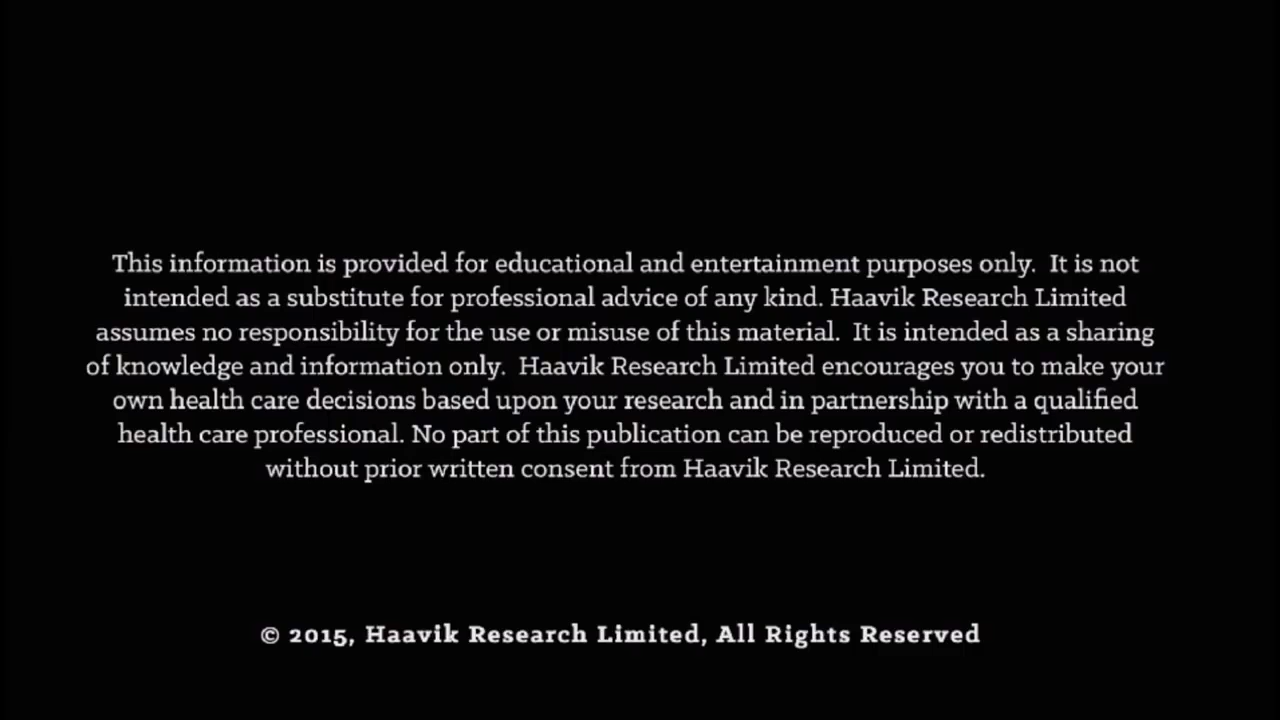 This information is provided for educational and entertainment purposes only.  It is not
intended as a substitute for professional advice of any kind. Haavik Research Limited
assumes no responsibility for the use or misuse of this material.  It is intended as a sharing
of knowledge and information only.  Haavik Research Limited encourages you to make your
own health care decisions based upon your research and in partnership with a qualified
health care professional. No part of this publication can be reproduced or redistributed
without prior written consent from Haavik Research Limited.
© 2015, Haavik Research Limited, All Rights Reserved